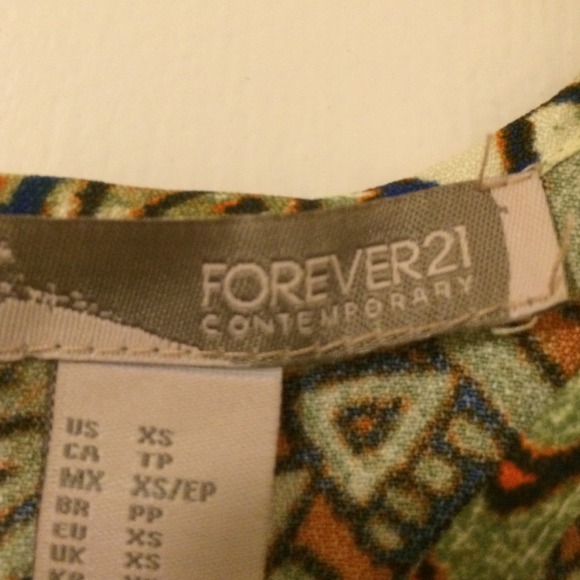 FOREVER21
CONTEMPORARY
US XS
CA TP
MX XS/EP
BR PP
EU XS
UK XS